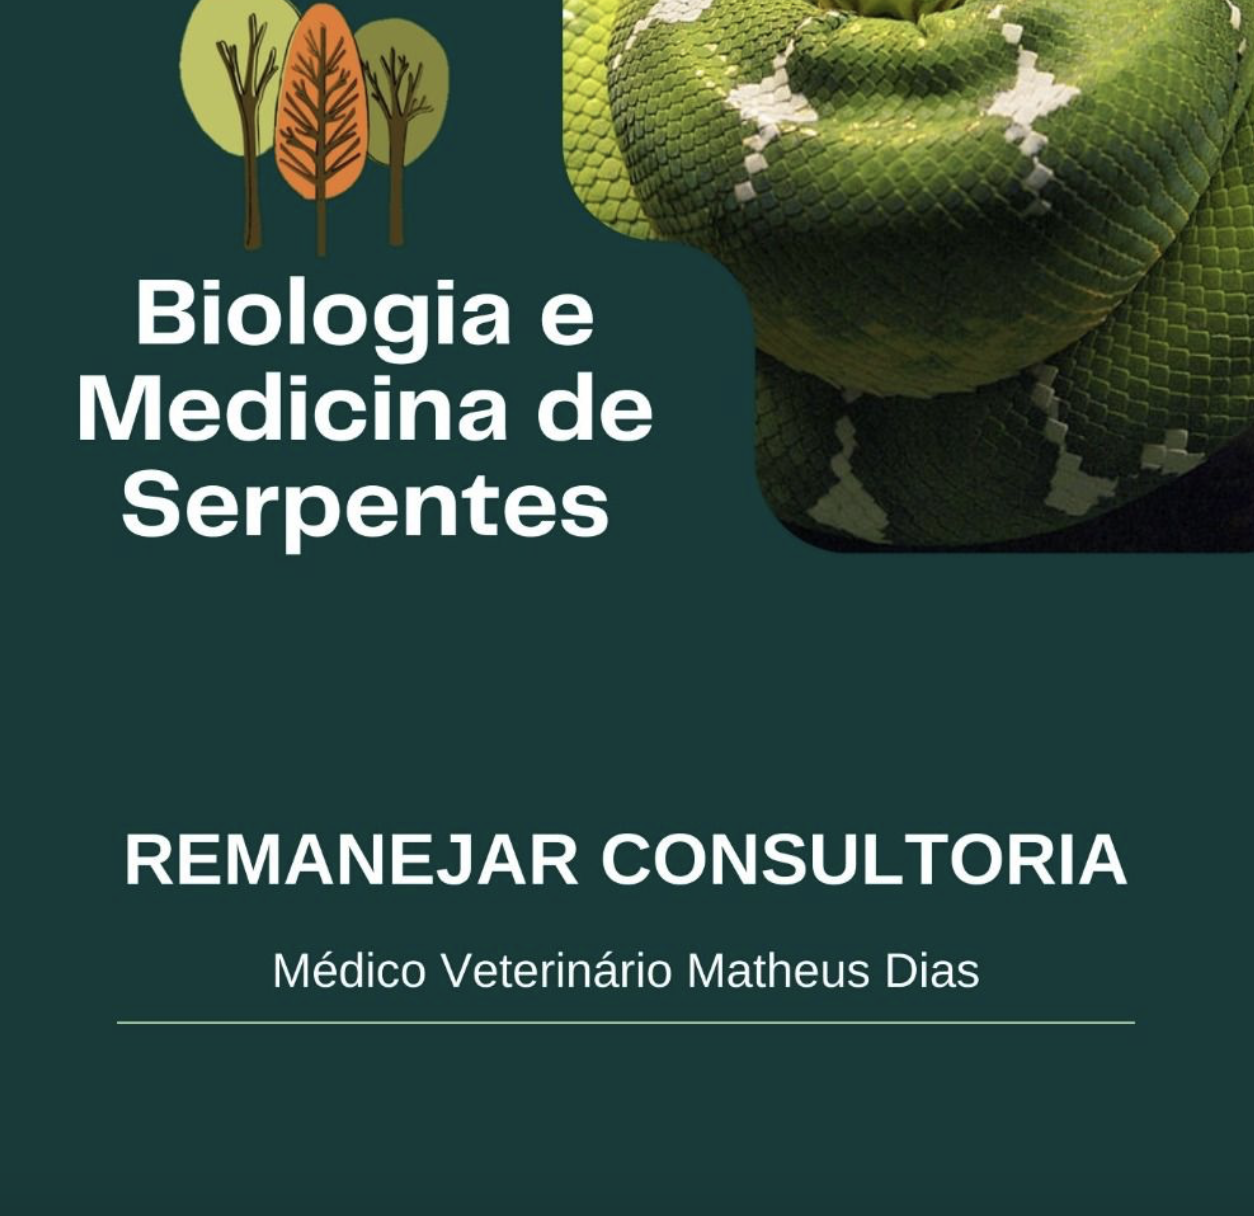 Biologia e
Medicina de
Serpentes
REMANEJAR CONSULTORIA
Médico Veterinário Matheus Dias